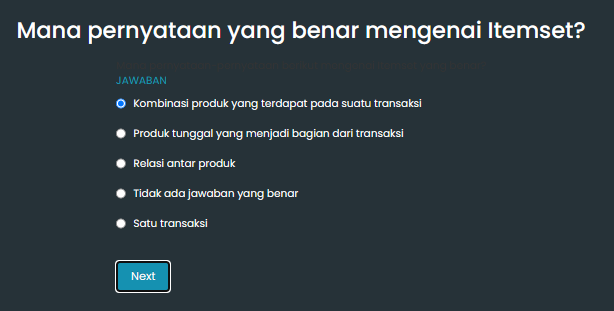 Mana pernyataan yang benar mengenai Itemset?
JAWABAN
Kombinasi produk yang terdapat pada suatu transaksi
Produk tunggal yang menjadi bagian dari transaksi
Relasi antar produk
Tidak ada jawaban yang benar
Satu transaksi
Next